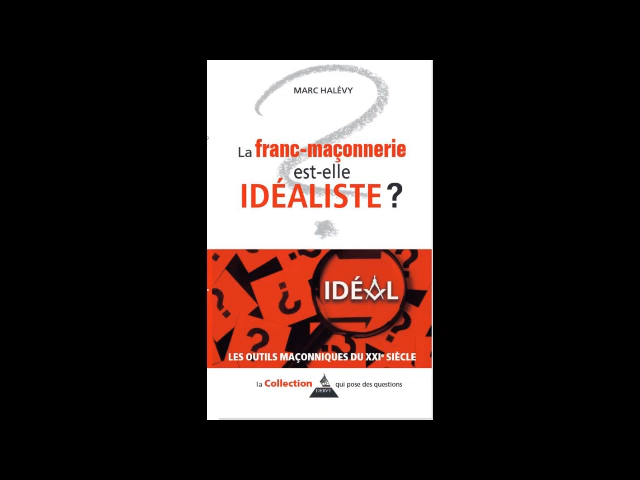 MARC HALÉVY
La franc-maçonnerie
est-elle
IDÉALISTE ?
IDÉAL
LES OUTILS MAÇONNIQUES DU XXIe SIÈCLE
la Collection DERVY qui pose des questions